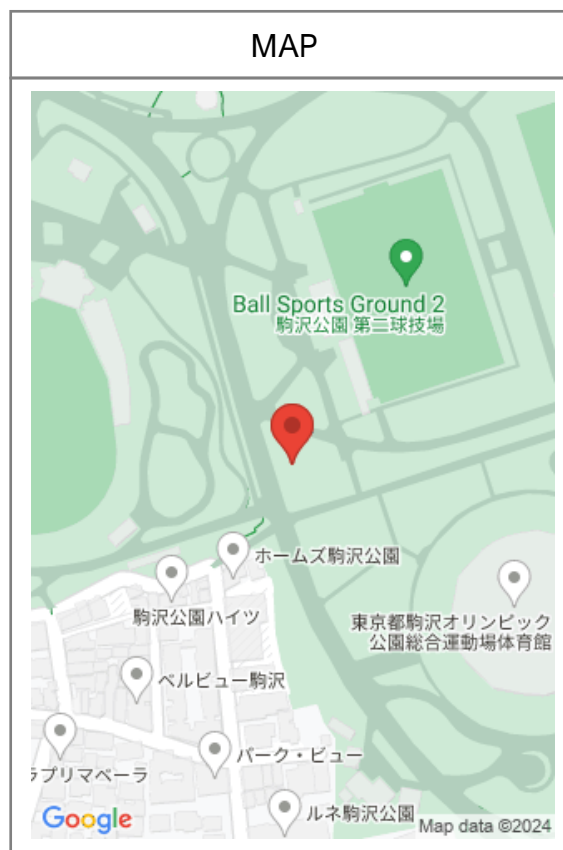 MAP
Ball Sports Ground 2
駒沢公園 第二球技場
ホームズ駒沢公園
駒沢公園ハイツ
東京都駒沢オリンピック
公園総合運動場体育館
ベルビュー駒沢
パーク・ビュー
ラプリマベーラ
ルネ駒沢公園
Google
Map data ©2024